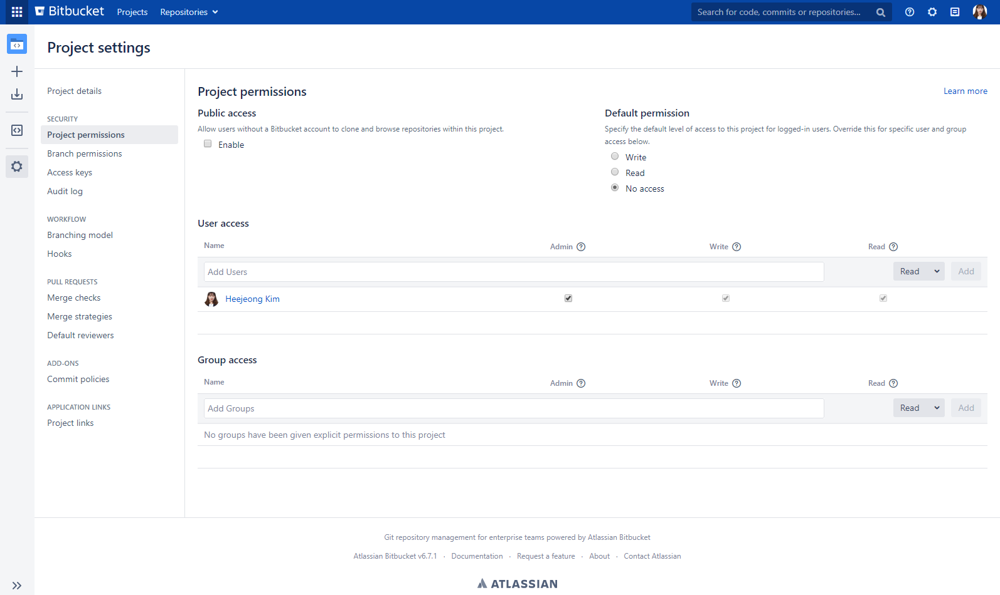 Bitbucket
Projects
Repositories
Search for code, commits or repositories...
Project settings
Project details
SECURITY
Project permissions
Branch permissions
Access keys
Audit log
WORKFLOW
Branching model
Hooks
PULL REQUESTS
Merge checks
Merge strategies
Default reviewers
ADD-ONS
Commit policies
APPLICATION LINKS
Project links
Project permissions
Learn more
Public access
Allow users without a Bitbucket account to clone and browse repositories within this project.
Enable
Default permission
Specify the default level of access to this project for logged-in users. Override this for specific user and group
access below.
Write
Read
No access
User access
Name Admin Write Read
Add Users Read Add
Heejeong Kim
Group access
Name Admin Write Read
Add Groups Read Add
No groups have been given explicit permissions to this project
Git repository management for enterprise teams powered by Atlassian Bitbucket
Atlassian Bitbucket v6.7.1 · Documentation · Request a feature · About · Contact Atlassian
ATLASSIAN